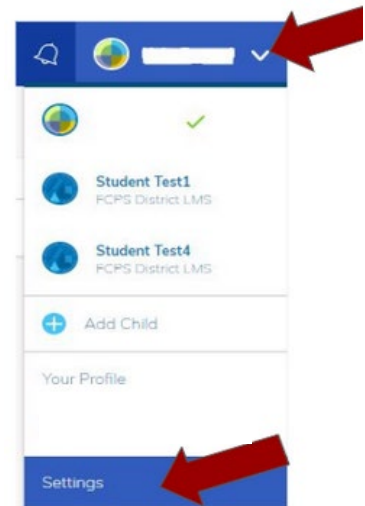 Student Test1
FCPS District LMS
Student Test4
FCPS District LMS
Add Child
Your Profile
Settings